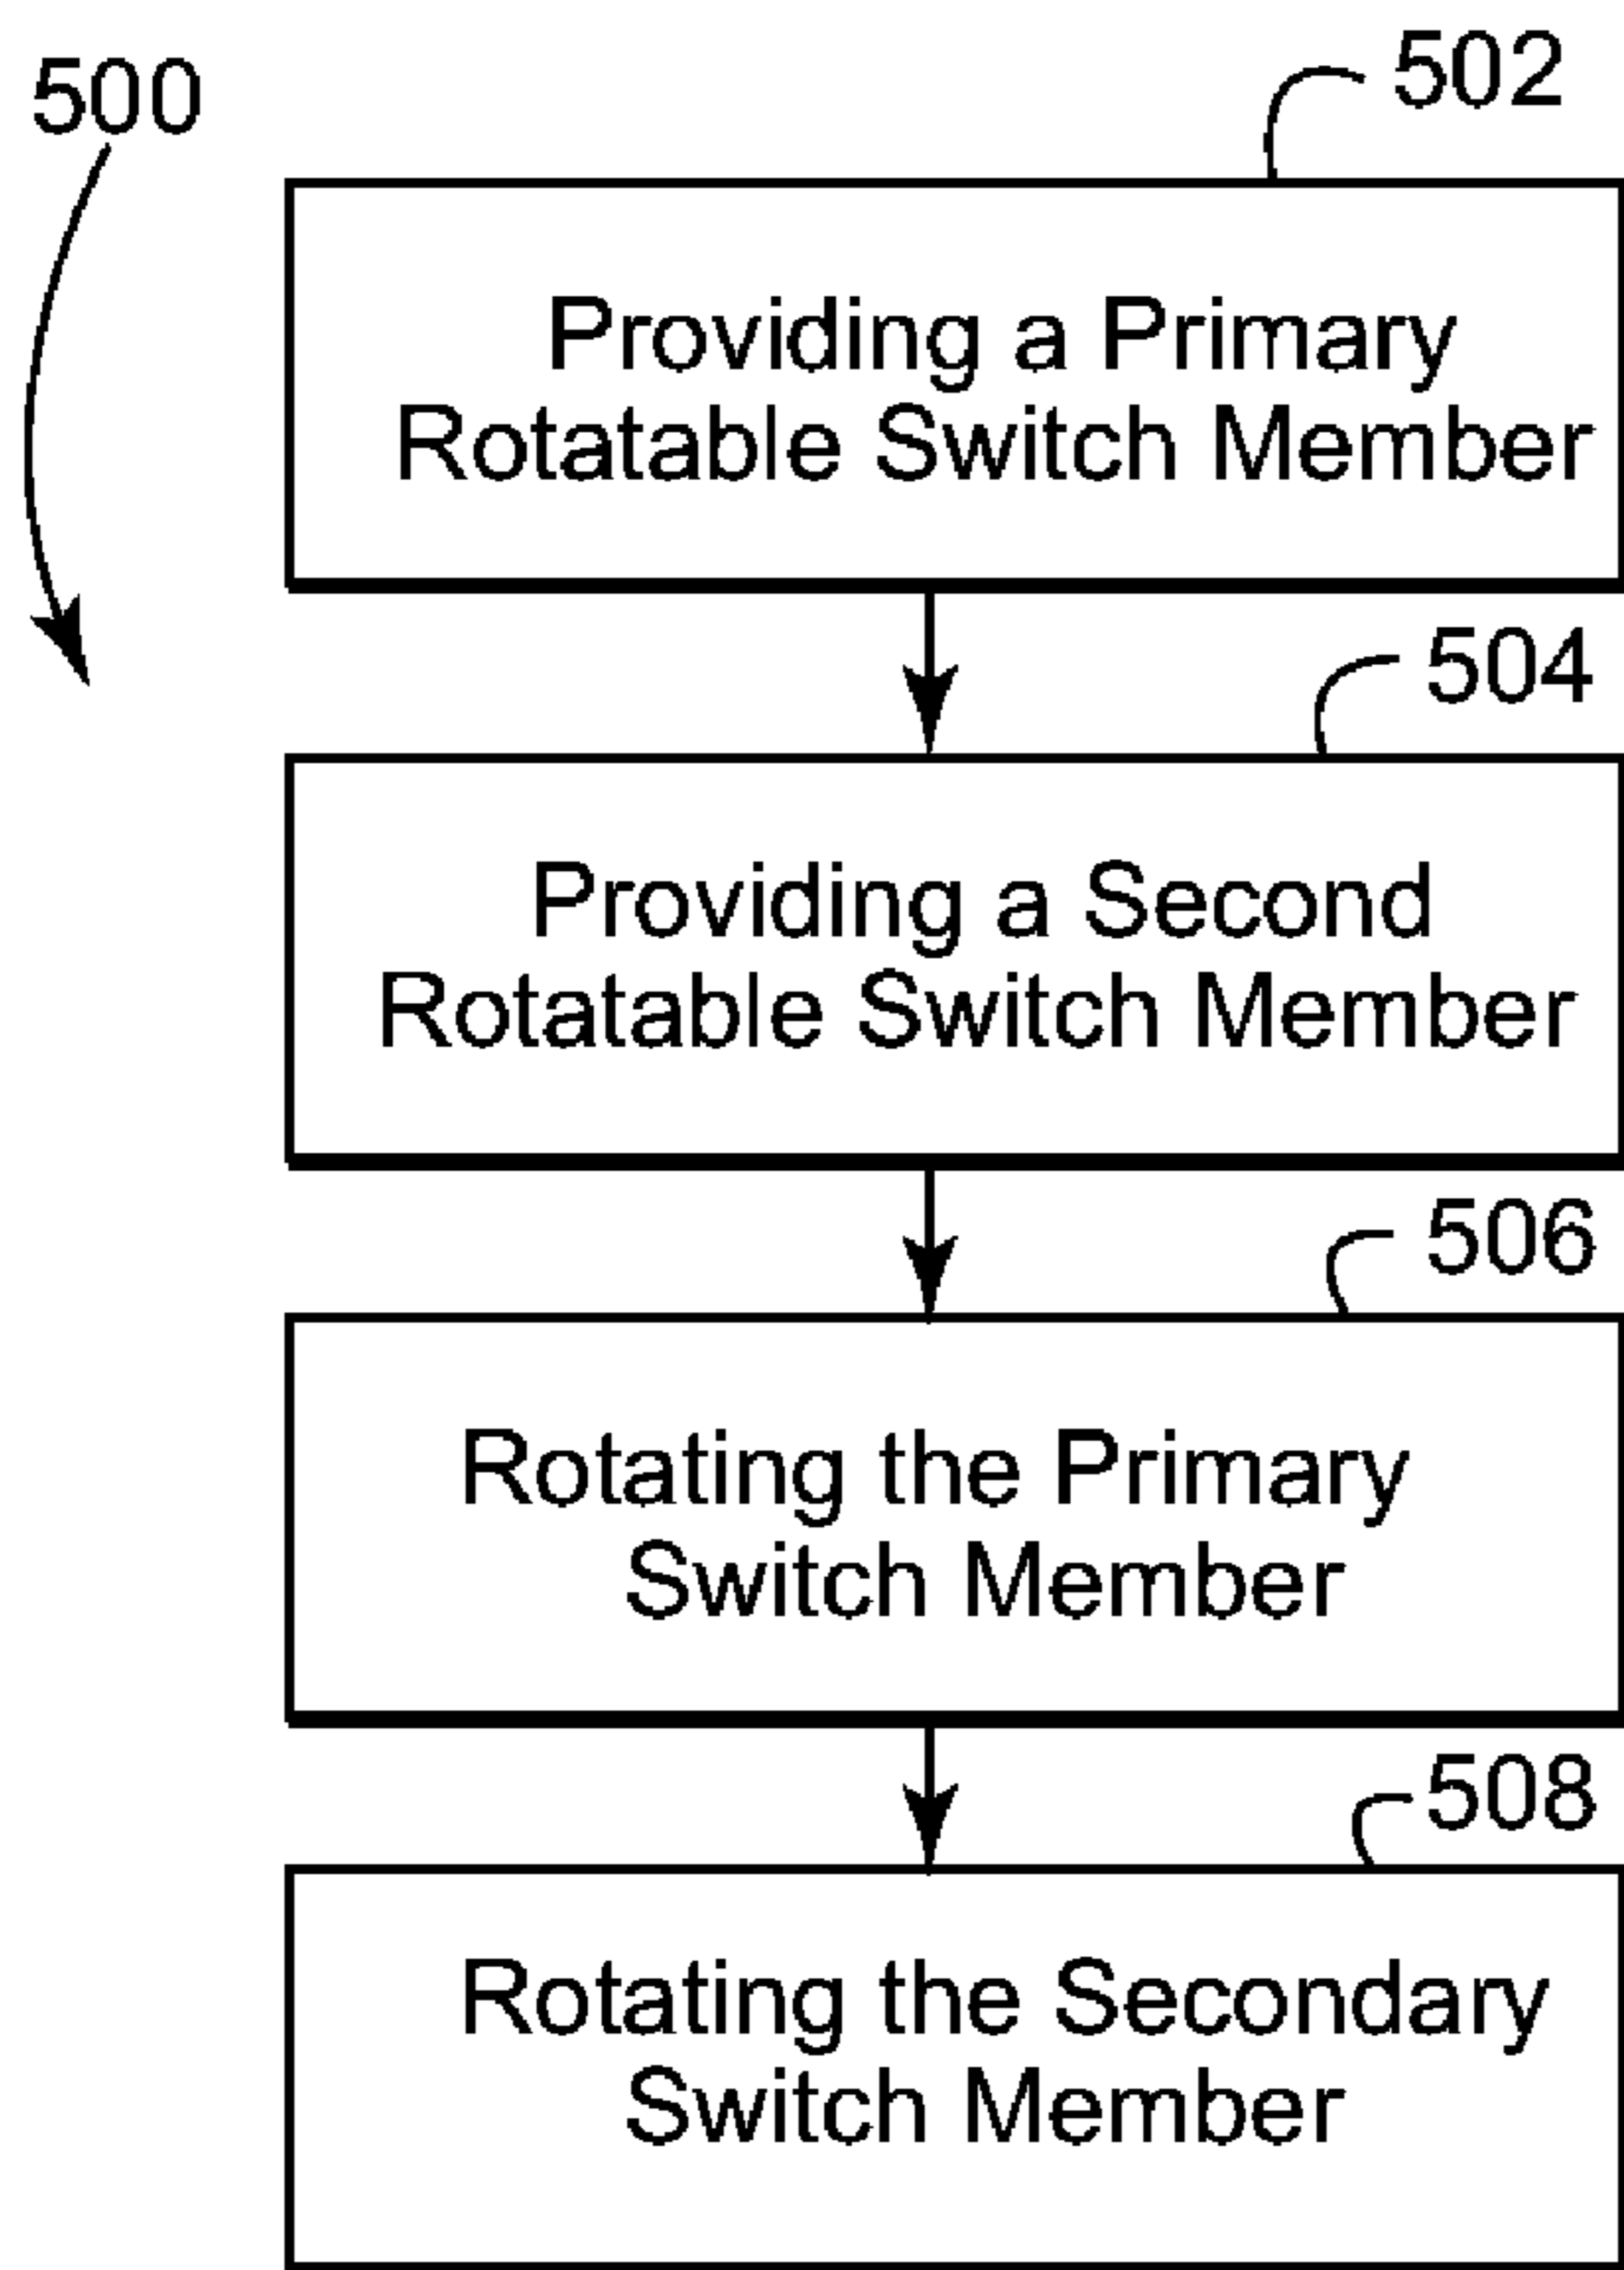 500
502
Providing a Primary
Rotatable Switch Member
504
Providing a Second
Rotatable Switch Member
506
Rotating the Primary
Switch Member
508
Rotating the Secondary
Switch Member